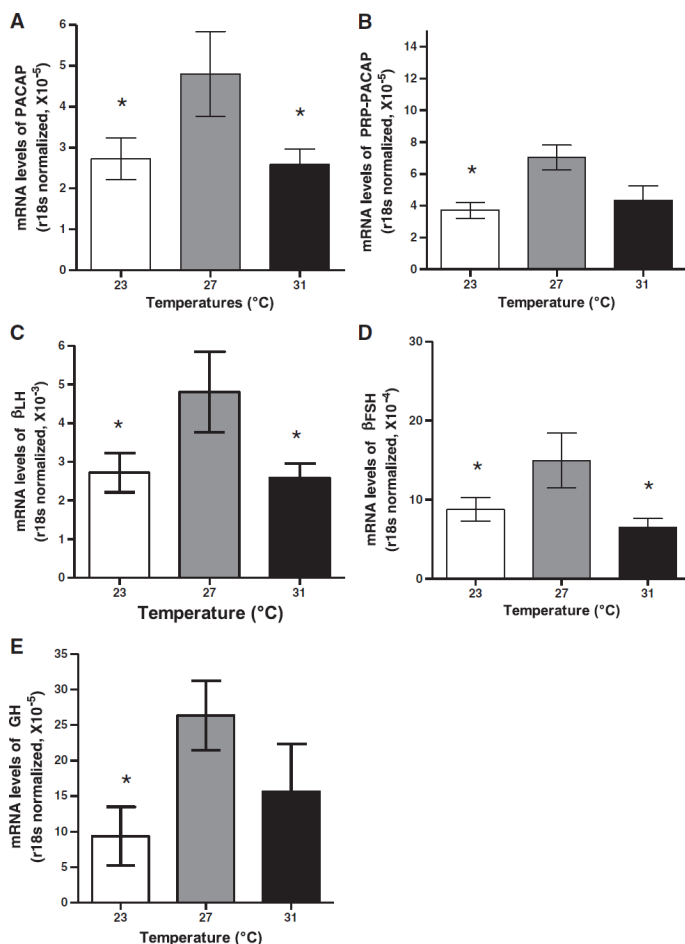 A
mRNA levels of PACAP
(r18s normalized, X10-5)
6
5
4
3
2
1
0
*
*
23
27
31
Temperatures (°C)
B
mRNA levels of PRP-PACAP
(r18s normalized, X10-5)
14
12
10
8
6
4
2
0
*
23
27
31
Temperature (°C)
C
mRNA levels of βLH
(r18s normalized, X10-3)
6
5
4
3
2
1
0
*
*
23
27
31
Temperature (°C)
D
mRNA levels of βFSH
(r18s normalized, X10-4)
30
20
10
0
*
*
23
27
31
Temperature (°C)
E
mRNA levels of GH
(r18s normalized, X10-5)
35
30
25
20
15
10
5
0
*
23
27
31
Temperature (°C)